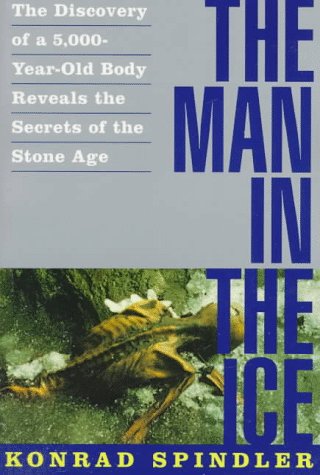 The Discovery
of a 5,000-
Year-Old Body
Reveals the
Secrets of the
Stone Age
THE
MAN
IN
THE
ICE
KONRAD SPINDLER